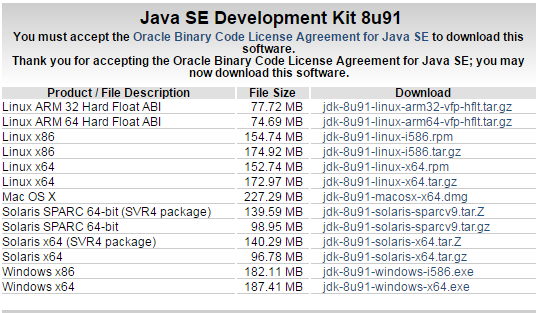 Java SE Development Kit 8u91
You must accept the Oracle Binary Code License Agreement for Java SE to download this
software.
Thank you for accepting the Oracle Binary Code License Agreement for Java SE; you may
now download this software.
Product / File Description File Size Download
Linux ARM 32 Hard Float ABI 77.72 MB jdk-8u91-linux-arm32-vfp-hflt.tar.gz
Linux ARM 64 Hard Float ABI 74.69 MB jdk-8u91-linux-arm64-vfp-hflt.tar.gz
Linux x86 154.74 MB jdk-8u91-linux-i586.rpm
Linux x86 174.92 MB jdk-8u91-linux-i586.tar.gz
Linux x64 152.74 MB jdk-8u91-linux-x64.rpm
Linux x64 172.97 MB jdk-8u91-linux-x64.tar.gz
Mac OS X 227.29 MB jdk-8u91-macosx-x64.dmg
Solaris SPARC 64-bit (SVR4 package) 139.59 MB jdk-8u91-solaris-sparcv9.tar.Z
Solaris SPARC 64-bit 98.95 MB jdk-8u91-solaris-sparcv9.tar.gz
Solaris x64 (SVR4 package) 140.29 MB jdk-8u91-solaris-x64.tar.Z
Solaris x64 96.78 MB jdk-8u91-solaris-x64.tar.gz
Windows x86 182.11 MB jdk-8u91-windows-i586.exe
Windows x64 187.41 MB jdk-8u91-windows-x64.exe